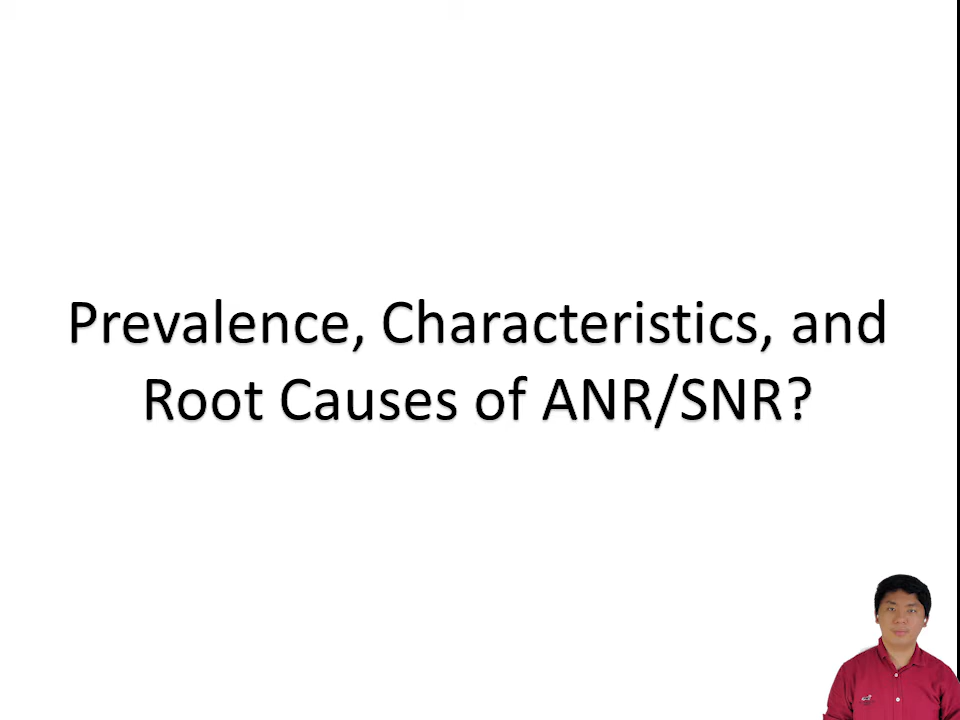 Prevalence, Characteristics, and
Root Causes of ANR/SNR?